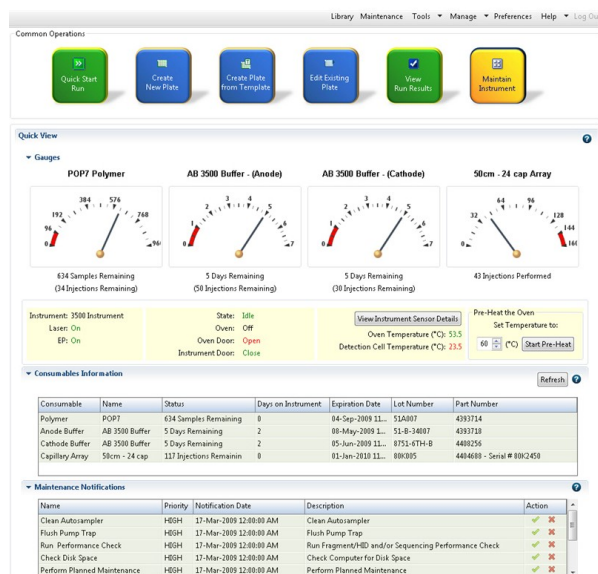 Library Maintenance Tools Manage Preferences Help Log Ou
Common Operations
Quick Start Run
Create New Plate
Create Plate from Template
Edit Existing Plate
View Run Results
Maintain Instrument
Quick View
Gauges
POP7 Polymer
AB 3500 Buffer - (Anode)
AB 3500 Buffer - (Cathode)
50cm - 24 cap Array
0 96 192 384 576 768 960
0 1 2 3 4 5 6 7
0 1 2 3 4 5 6 7
0 32 64 96 128 144 160
634 Samples Remaining
(34 Injections Remaining)
5 Days Remaining
(50 Injections Remaining)
5 Days Remaining
(30 Injections Remaining)
43 Injections Performed
Instrument: 3500 Instrument
Laser: On
EP: On
State: Idle
Oven: Off
Oven Door: Open
Instrument Door: Close
View Instrument Sensor Details
Oven Temperature (°C): 53.5
Detection Cell Temperature (°C): 23.5
Pre-Heat the Oven
Set Temperature to:
60 (°C) Start Pre-Heat
Consumables Information
Refresh
Consumable Name Status Days on Instrument Expiration Date Lot Number Part Number
Polymer POP7 634 Samples Remaining 0 04-Sep-2009 11... 51A007 4393714
Anode Buffer AB 3500 Buffer 5 Days Remaining 2 08-May-2009 1... 51-B-34007 4393718
Cathode Buffer AB 3500 Buffer 5 Days Remaining 2 05-Jun-2009 11... 8751-6TH-B 4408256
Capillary Array 50cm - 24 cap 117 Injections Remainin 0 01-Jan-2010 11... 80K005 4404688 - Serial # 80K2450
Maintenance Notifications
Name Priority Notification Date Description Action
Clean Autosampler HIGH 17-Mar-2009 12:00:00 AM Clean Autosampler
Flush Pump Trap HIGH 17-Mar-2009 12:00:00 AM Flush Pump Trap
Run Performance Check HIGH 17-Mar-2009 12:00:00 AM Run Fragment/HID and/or Sequencing Performance Check
Check Disk Space HIGH 17-Mar-2009 12:00:00 AM Check Computer for Disk Space
Perform Planned Maintenance HIGH 17-Mar-2009 12:00:00 AM Perform Planned Maintenance